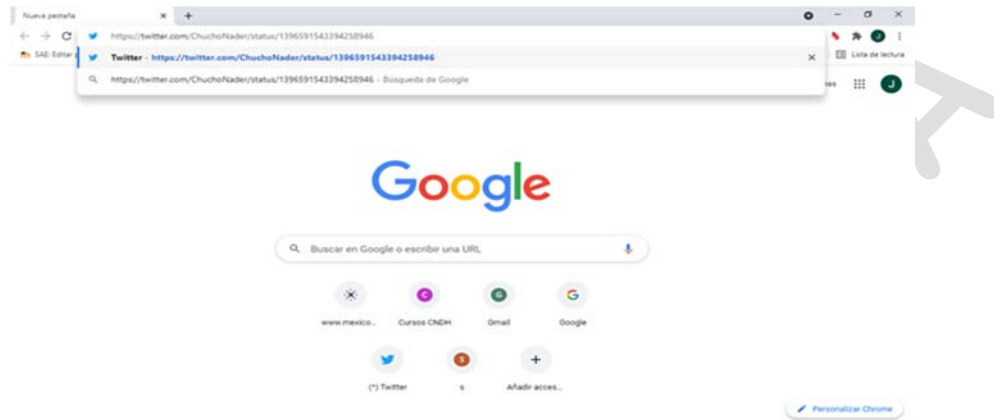 Nueva pestaña
https://twitter.com/ChuchoNader/status/1396591543394258946
Lista de lectura
Twitter - https://twitter.com/ChuchoNader/status/1396591543394258946
https://twitter.com/ChuchoNader/status/1396591543394258946 - Búsqueda de Google
J
Google
Buscar en Google o escribir una URL
C
G
www.mexico...
Cursos CNDH
Gmail
Google
S
(*) Twitter
s
Añadir acces...
Personalizar Chrome
A